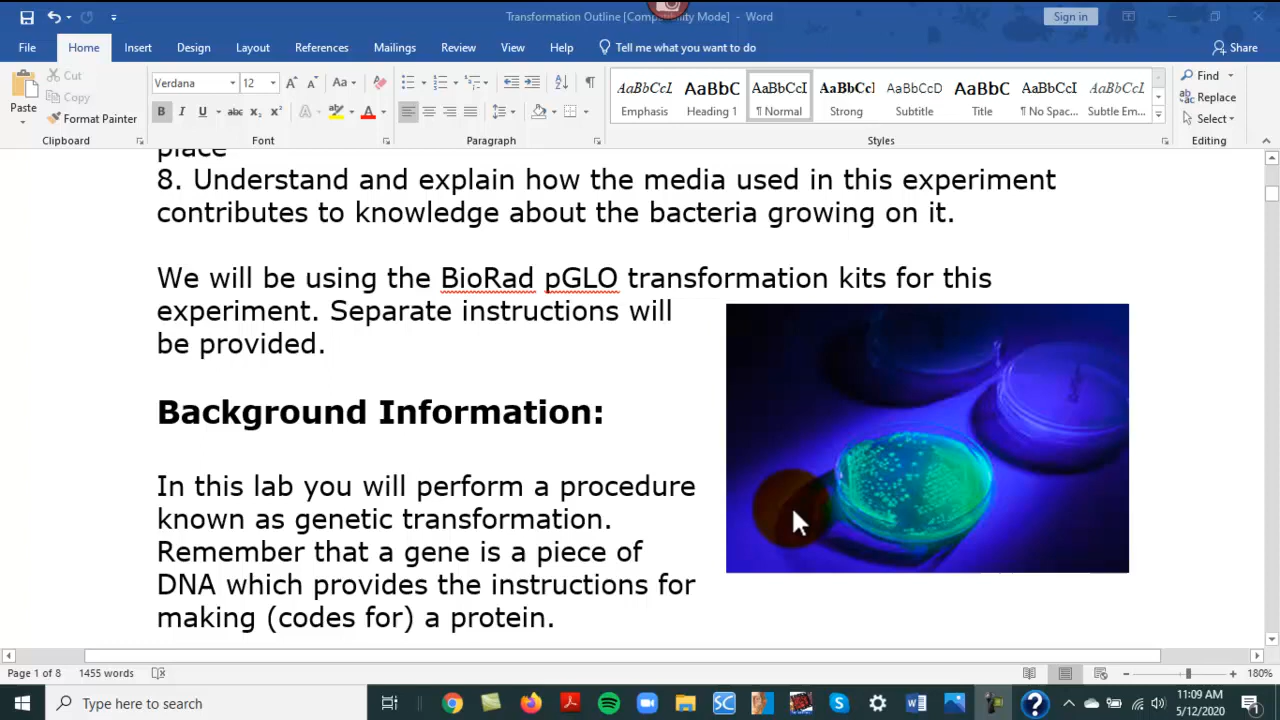 Transformation Outline [Compatibility Mode] - Word
Sign in
File Home Insert Design Layout References Mailings Review View Help Tell me what you want to do Share
Paste
Cut
Copy
Format Painter
Clipboard
Verdana 12
Font
Paragraph
AaBbCcI AaBbC AaBbCcI AaBbCc AaBbCcD AaBbC AaBbCcI AaBbCcI
Emphasis Heading 1 ¶ Normal Strong Subtitle Title ¶ No Spac... Subtle Em...
Styles
Find
Replace
Select
Editing
place
8. Understand and explain how the media used in this experiment
contributes to knowledge about the bacteria growing on it.
We will be using the BioRad pGLO transformation kits for this
experiment. Separate instructions will
be provided.
Background Information:
In this lab you will perform a procedure
known as genetic transformation.
Remember that a gene is a piece of
DNA which provides the instructions for
making (codes for) a protein.
Page 1 of 8 1455 words 180%
Type here to search
11:09 AM
5/12/2020